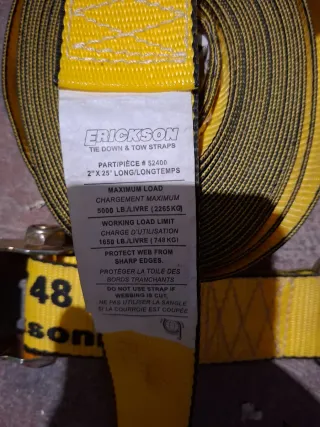 ERICKSON
TIE DOWN & TOW STRAPS
PART/PIÈCE # 52400
2" X 25' LONG/LONGTEMPS
MAXIMUM LOAD
CHARGEMENT MAXIMUM
5000 LB./LIVRE (2265KG)
WORKING LOAD LIMIT
CHARGE D'UTILISATION
1650 LB./LIVRE (748KG)
PROTECT WEB FROM
SHARP EDGES.
PROTÉGER LA TOILE DES
BORDS TRANCHANTS
DO NOT USE STRAP IF
WEBBING IS CUT,
NE PAS UTILISER LA SANGLE
SI LA COURROIE EST COUPÉE
48